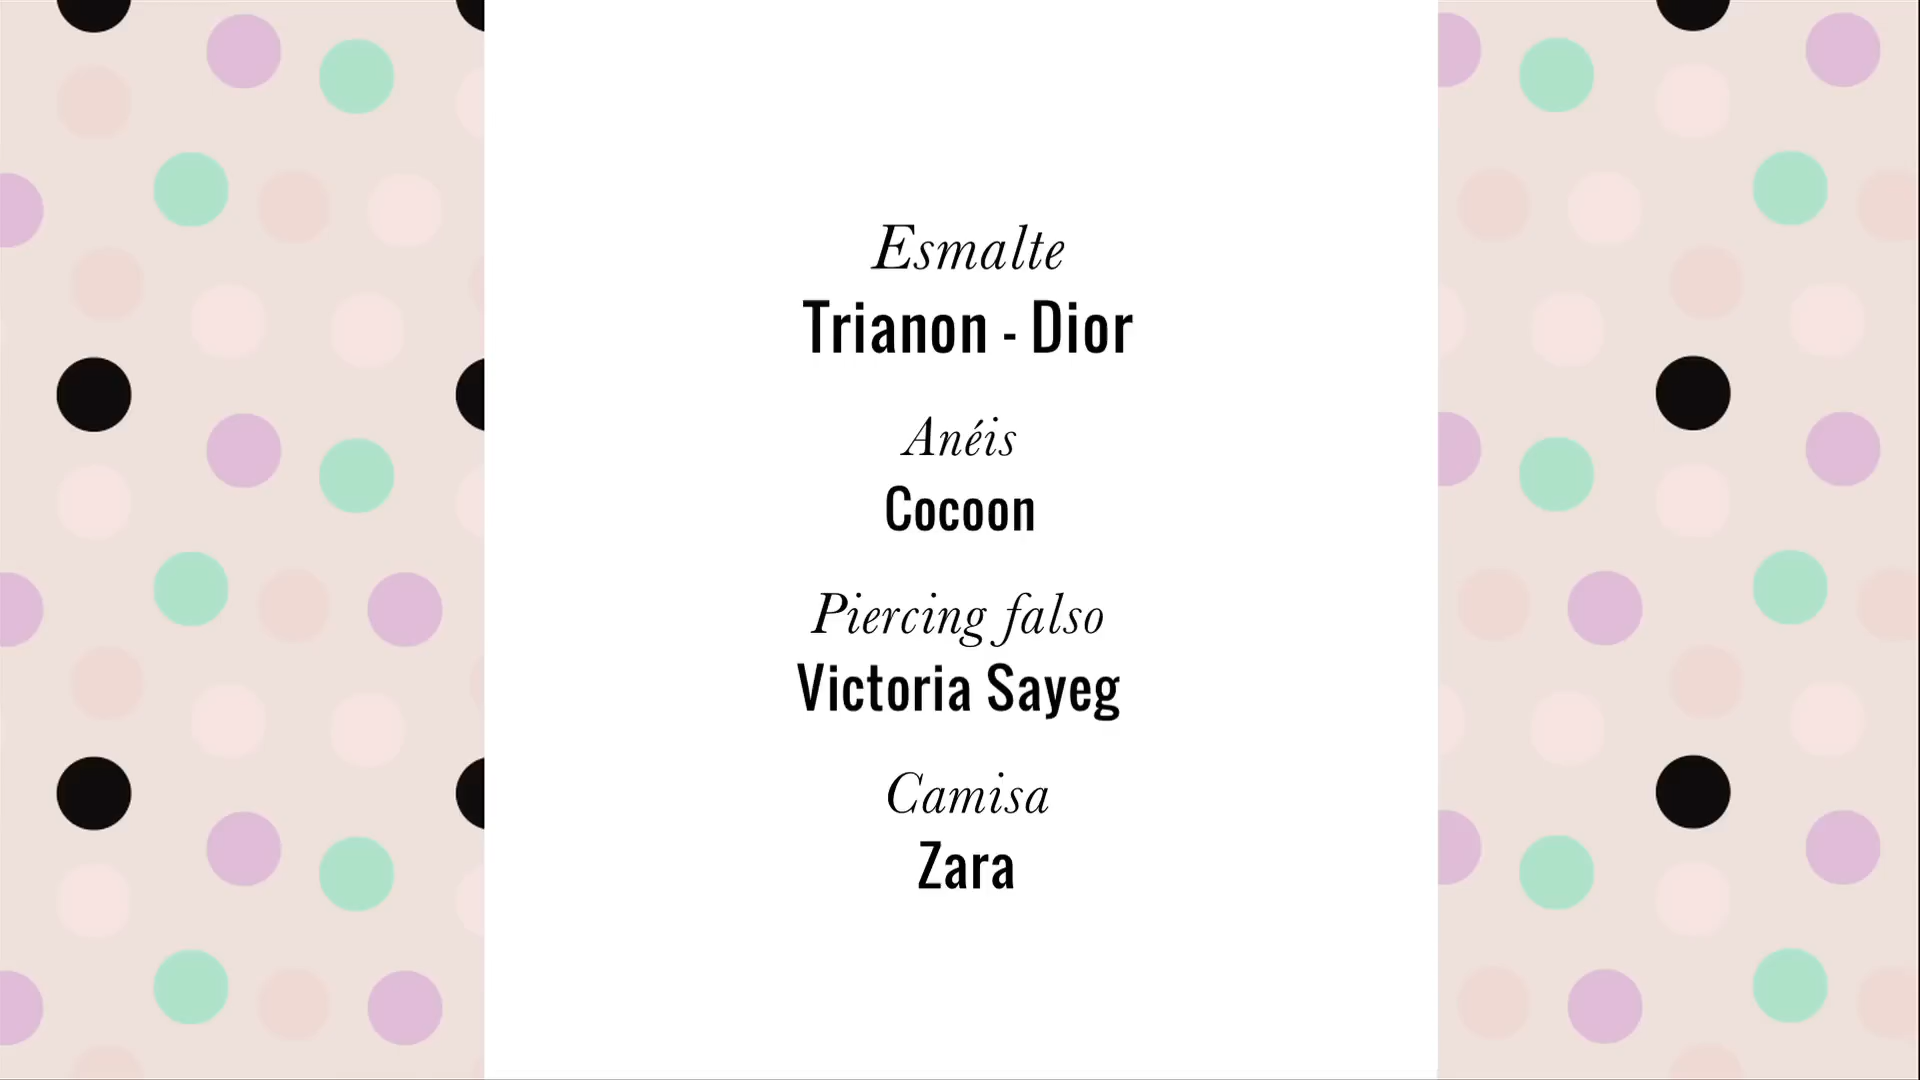 Esmalte
Trianon - Dior
Anéis
Cocoon
Piercing falso
Victoria Sayeg
Camisa
Zara